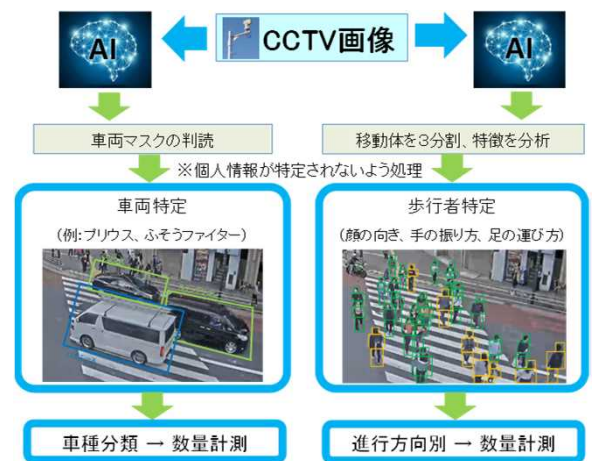 AI
CCTV画像
AI
車両マスクの判読
移動体を3分割、特徴を分析
※個人情報が特定されないよう処理
車両特定
(例:プリウス、ふそうファイター)
歩行者特定
(顔の向き、手の振り方、足の運び方)
車種分類 → 数量計測
進行方向別 → 数量計測